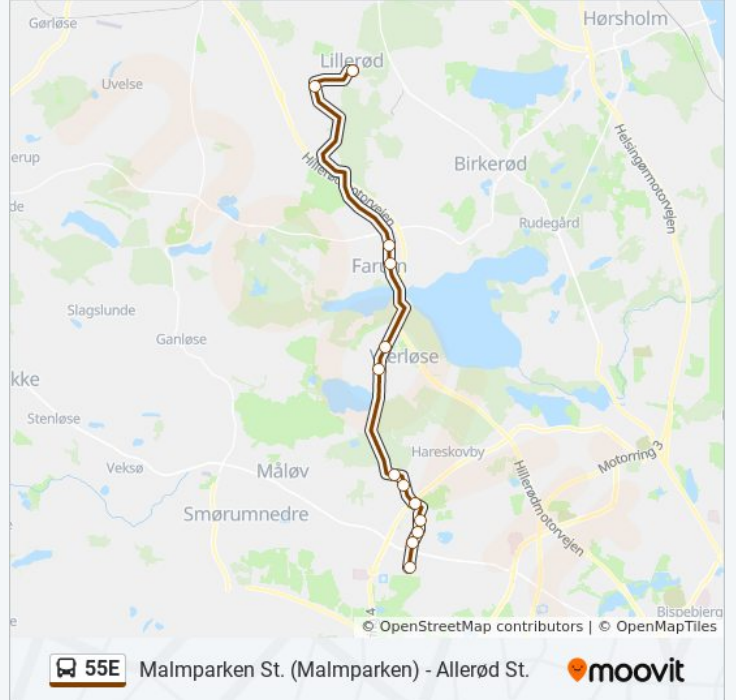 Gørløse
Hørsholm
Lillerød
Uvelse
erup
Helsingørmotorvejen
Birkerød
de
Rudegård
Farum
Slagslunde
Ganløse
Værløse
kke
Stenløse
Hareskovby
Motorring 3
Veksø
Måløv
Hillerødmotorvejen
Smørumnedre
Bispebjerg
e
4
© OpenStreetMap contributors | © OpenMapTiles
55E Malmparken St. (Malmparken) - Allerød St. moovit